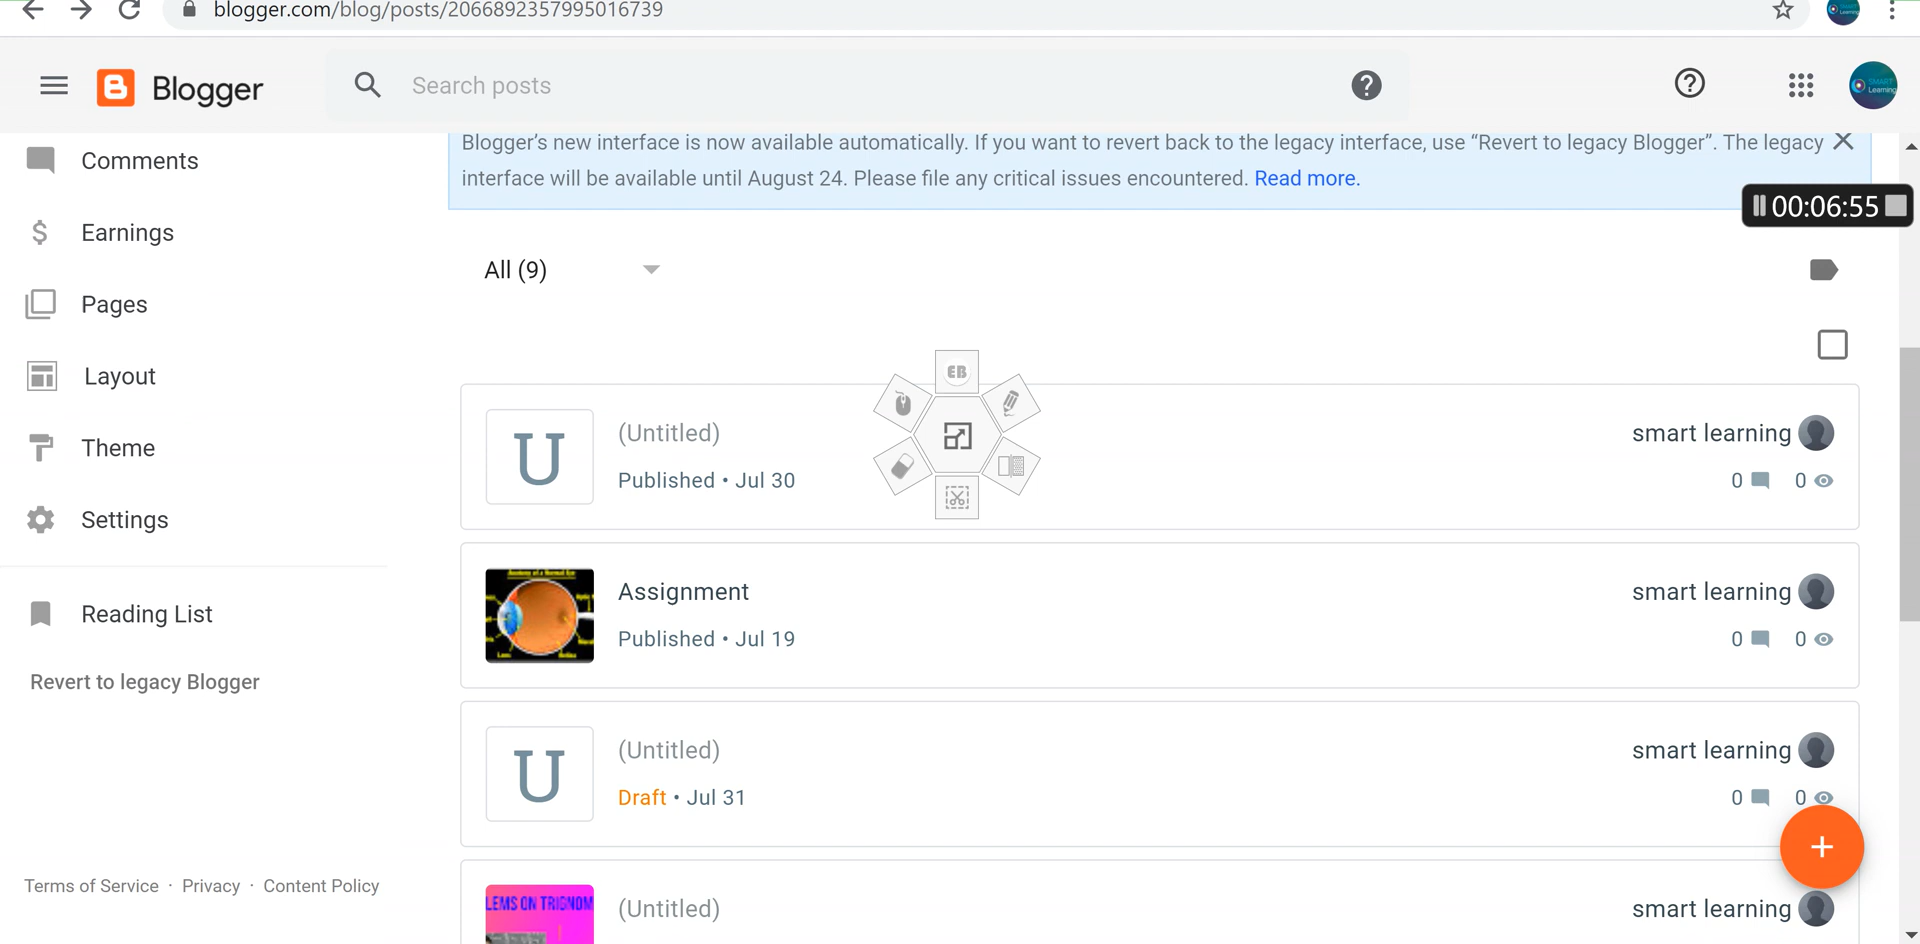 blogger.com/blog/posts/2066892357995016739
Blogger
Search posts
Blogger's new interface is now available automatically. If you want to revert back to the legacy interface, use “Revert to legacy Blogger”. The legacy
interface will be available until August 24. Please file any critical issues encountered. Read more.
00:06:55
Comments
Earnings
Pages
Layout
Theme
Settings
Reading List
Revert to legacy Blogger
Terms of Service · Privacy · Content Policy
All (9)
EB
U
(Untitled)
smart learning
Published • Jul 30
0 0
Assignment
smart learning
Published • Jul 19
0 0
U
(Untitled)
smart learning
Draft • Jul 31
0 0
LEMS ON TRIGNOM
(Untitled)
smart learning